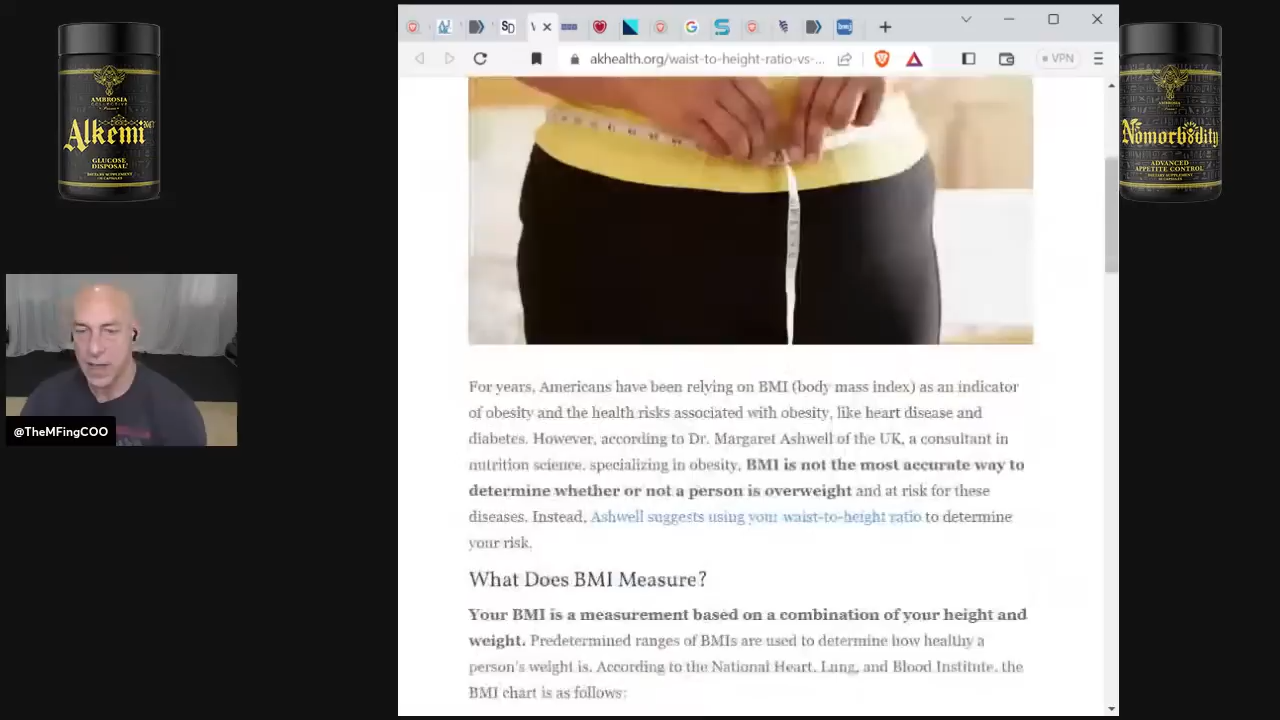 AMBROSIA
COLLECTIVE
Alkemi
GLUCOSE
DISPOSAL
DIETARY SUPPLEMENT
@TheMFingCOO
akhealth.org/waist-to-height-ratio-vs-...
VPN
For years, Americans have been relying on BMI (body mass index) as an indicator
of obesity and the health risks associated with obesity, like heart disease and
diabetes. However, according to Dr. Margaret Ashwell of the UK, a consultant in
nutrition science, specializing in obesity, BMI is not the most accurate way to
determine whether or not a person is overweight and at risk for these
diseases. Instead, Ashwell suggests using your waist-to-height ratio to determine
your risk.
What Does BMI Measure?
Your BMI is a measurement based on a combination of your height and
weight. Predetermined ranges of BMIs are used to determine how healthy a
person's weight is. According to the National Heart, Lung, and Blood Institute, the
BMI chart is as follows:
AMBROSIA
Nomorbidity
ADVANCED
APPETITE CONTROL
DIETARY SUPPLEMENT